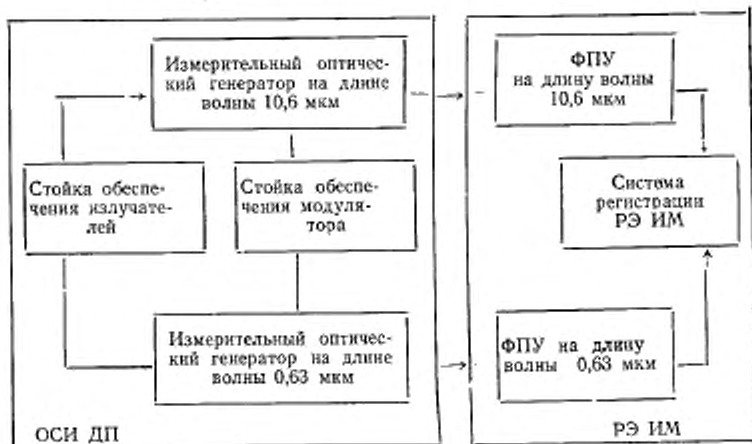 Измерительный оптичес-
кий генератор на длине
волны 10,6 мкм
ФПУ
на длину волны
10,6 мкм
Стойка обеспе-
чения излучате-
лей
Стойка обеспе-
чения модуля-
тора
Система
регистрации
РЭ ИМ
Измерительный оптичес-
кий генератор на длине
волны 0,63 мкм
ФПУ на длину
волны 0,63 мкм
ОСИ ДП
РЭ ИМ